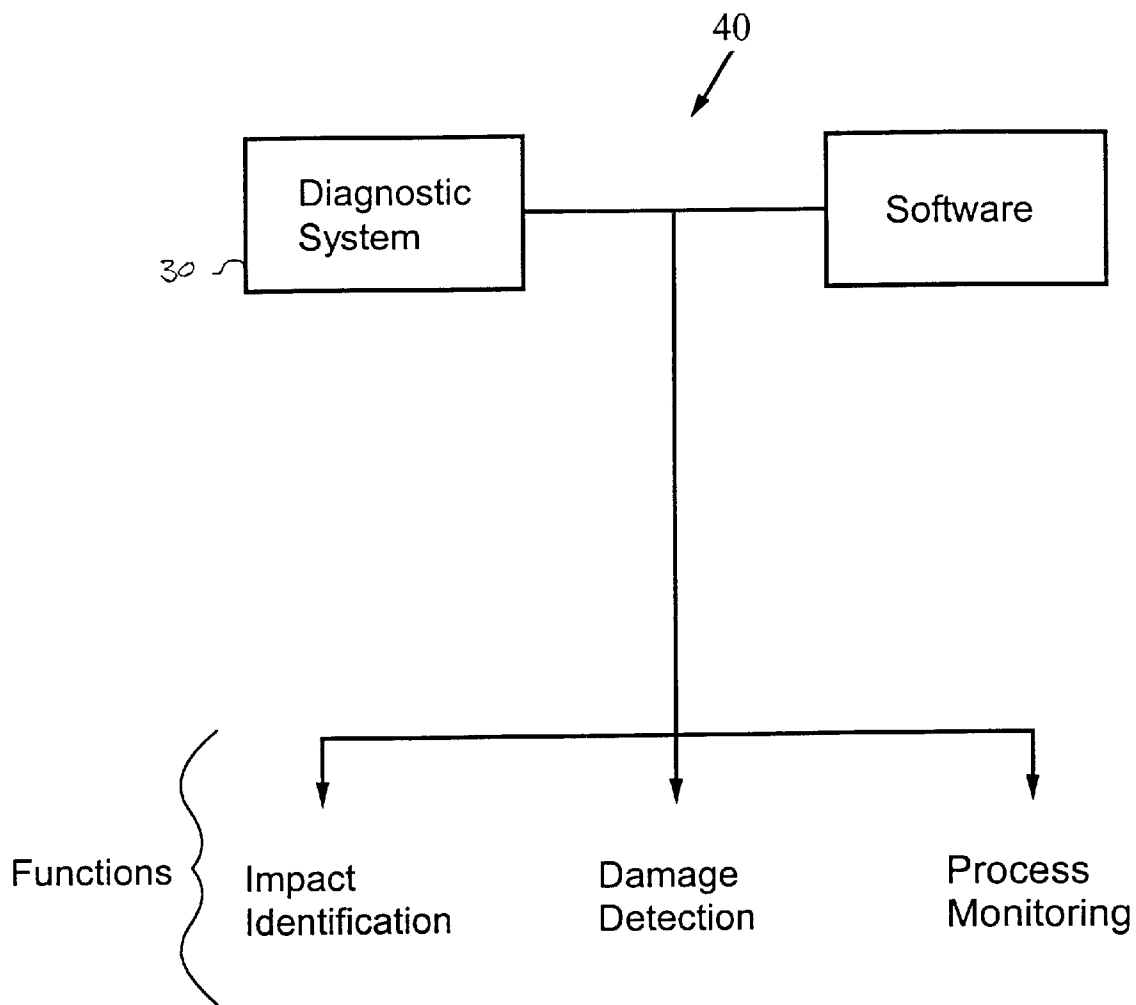 40
Diagnostic
System
Software
30
Functions
Impact
Identification
Damage
Detection
Process
Monitoring